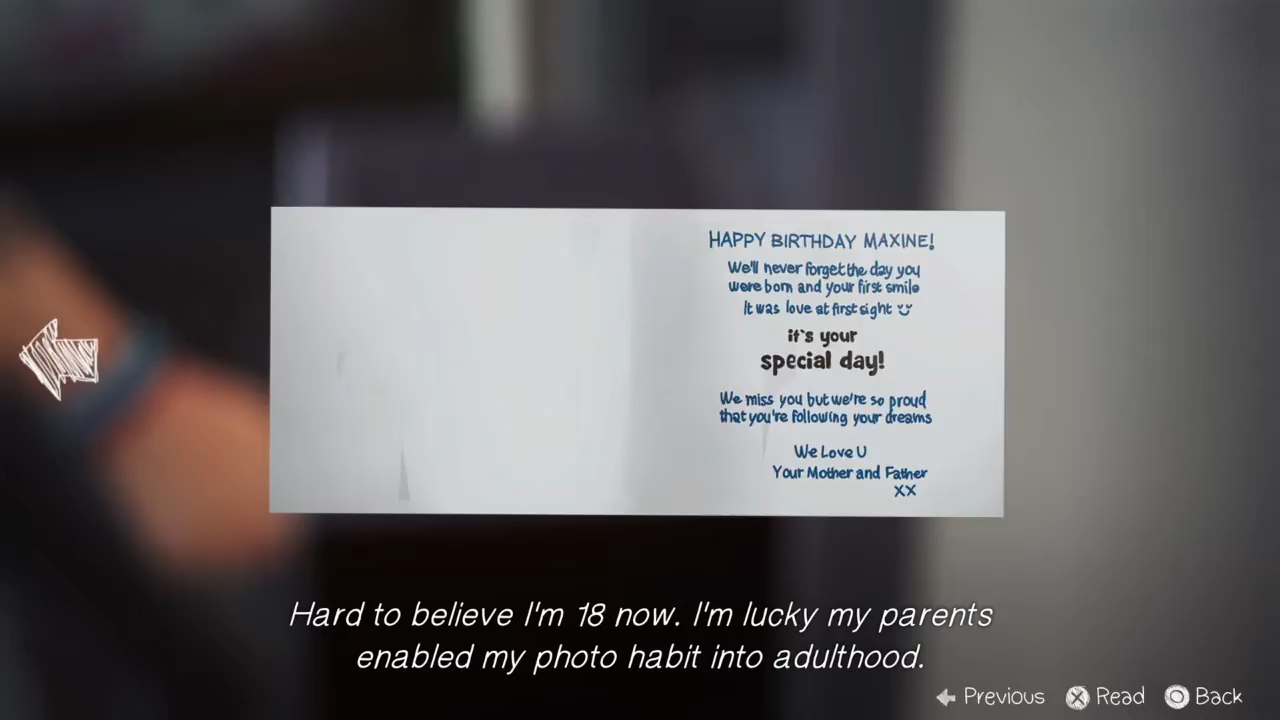 HAPPY BIRTHDAY MAXINE!
We'll never forget the day you
were born and your first smile
It was love at first sight
it's your
special day!
We miss you but we're so proud
that you're following your dreams
We Love U
Your Mother and Father
XX
Hard to believe I'm 18 now. I'm lucky my parents
enabled my photo habit into adulthood.
Previous Read Back